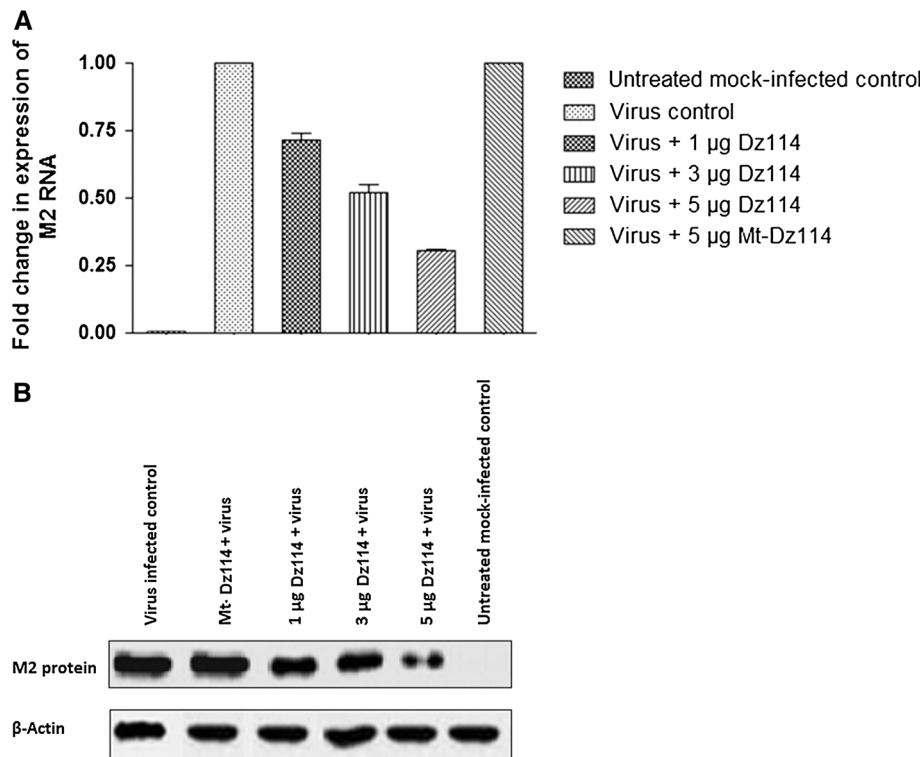 A
Fold change in expression of
M2 RNA
1.00
0.75
0.50
0.25
0.00
Untreated mock-infected control
Virus control
Virus + 1 µg Dz114
Virus + 3 µg Dz114
Virus + 5 µg Dz114
Virus + 5 µg Mt-Dz114
B
Virus infected control
Mt- Dz114 + virus
1 µg Dz114 + virus
3 µg Dz114 + virus
5 µg Dz114 + virus
Untreated mock-infected control
M2 protein
β-Actin